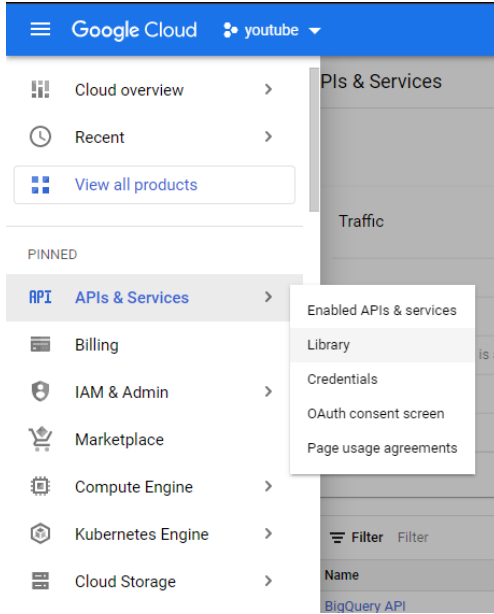 Google Cloud youtube
Cloud overview
Recent
View all products
PINNED
API APIs & Services
Billing
IAM & Admin
Marketplace
Compute Engine
Kubernetes Engine
Cloud Storage
Enabled APIs & services
Library
Credentials
OAuth consent screen
Page usage agreements
PIs & Services
Traffic
is
Filter Filter
Name
BigQuery API